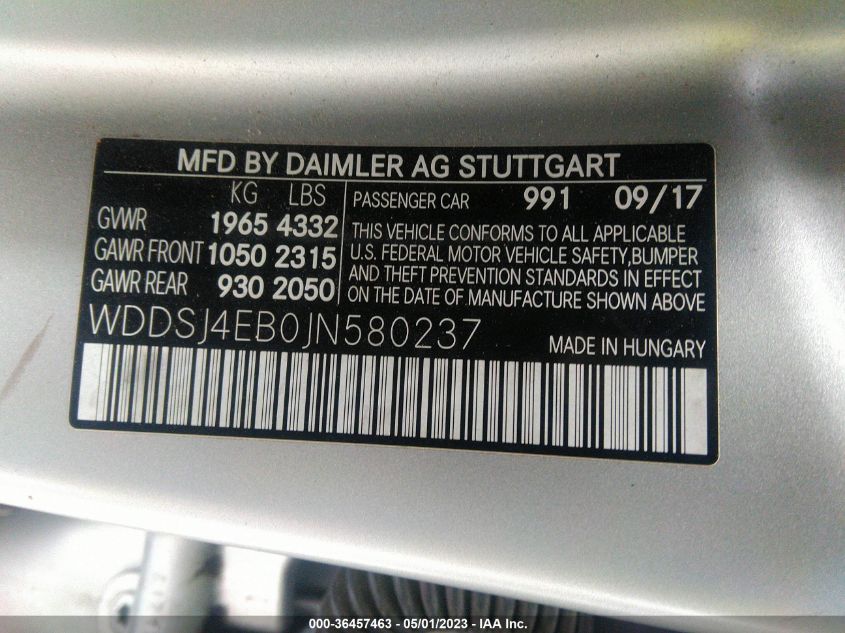 MFD BY DAIMLER AG STUTTGART
KG LBS
GVWR 1965 4332
GAWR FRONT 1050 2315
GAWR REAR 930 2050
PASSENGER CAR 991 09/17
THIS VEHICLE CONFORMS TO ALL APPLICABLE
U.S. FEDERAL MOTOR VEHICLE SAFETY,BUMPER
AND THEFT PREVENTION STANDARDS IN EFFECT
ON THE DATE OF MANUFACTURE SHOWN ABOVE
WDDSJ4EB0JN580237
MADE IN HUNGARY
000-36457463 - 05/01/2023 - IAA Inc.